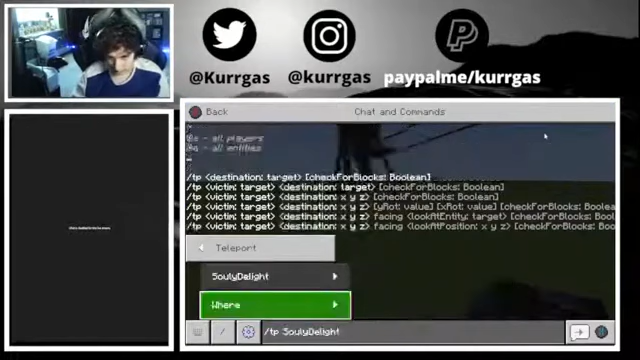 @Kurrgas
@kurrgas
paypalme/kurrgas
Back
Chat and Commands
@s - all players
@q - all entities
/tp <destination: target> [checkForBlocks: Boolean]
/tp <victim: target> <destination: target> [checkForBlocks: Boolean]
/tp <victim: target> <destination: x y z> [checkForBlocks: Boolean]
/tp <victim: target> <destination: x y z> [yRot: value] [xRot: value] [checkForBlocks: Boo
/tp <victim: target> <destination: x y z> facing <lookAtEntity: target> [checkForBlocks: Bool
/tp <victim: target> <destination: x y z> facing <lookAtPosition: x y z> [checkForBlocks: Boo
Teleport
SoulyDelight
Where
/tp SoulyDelight